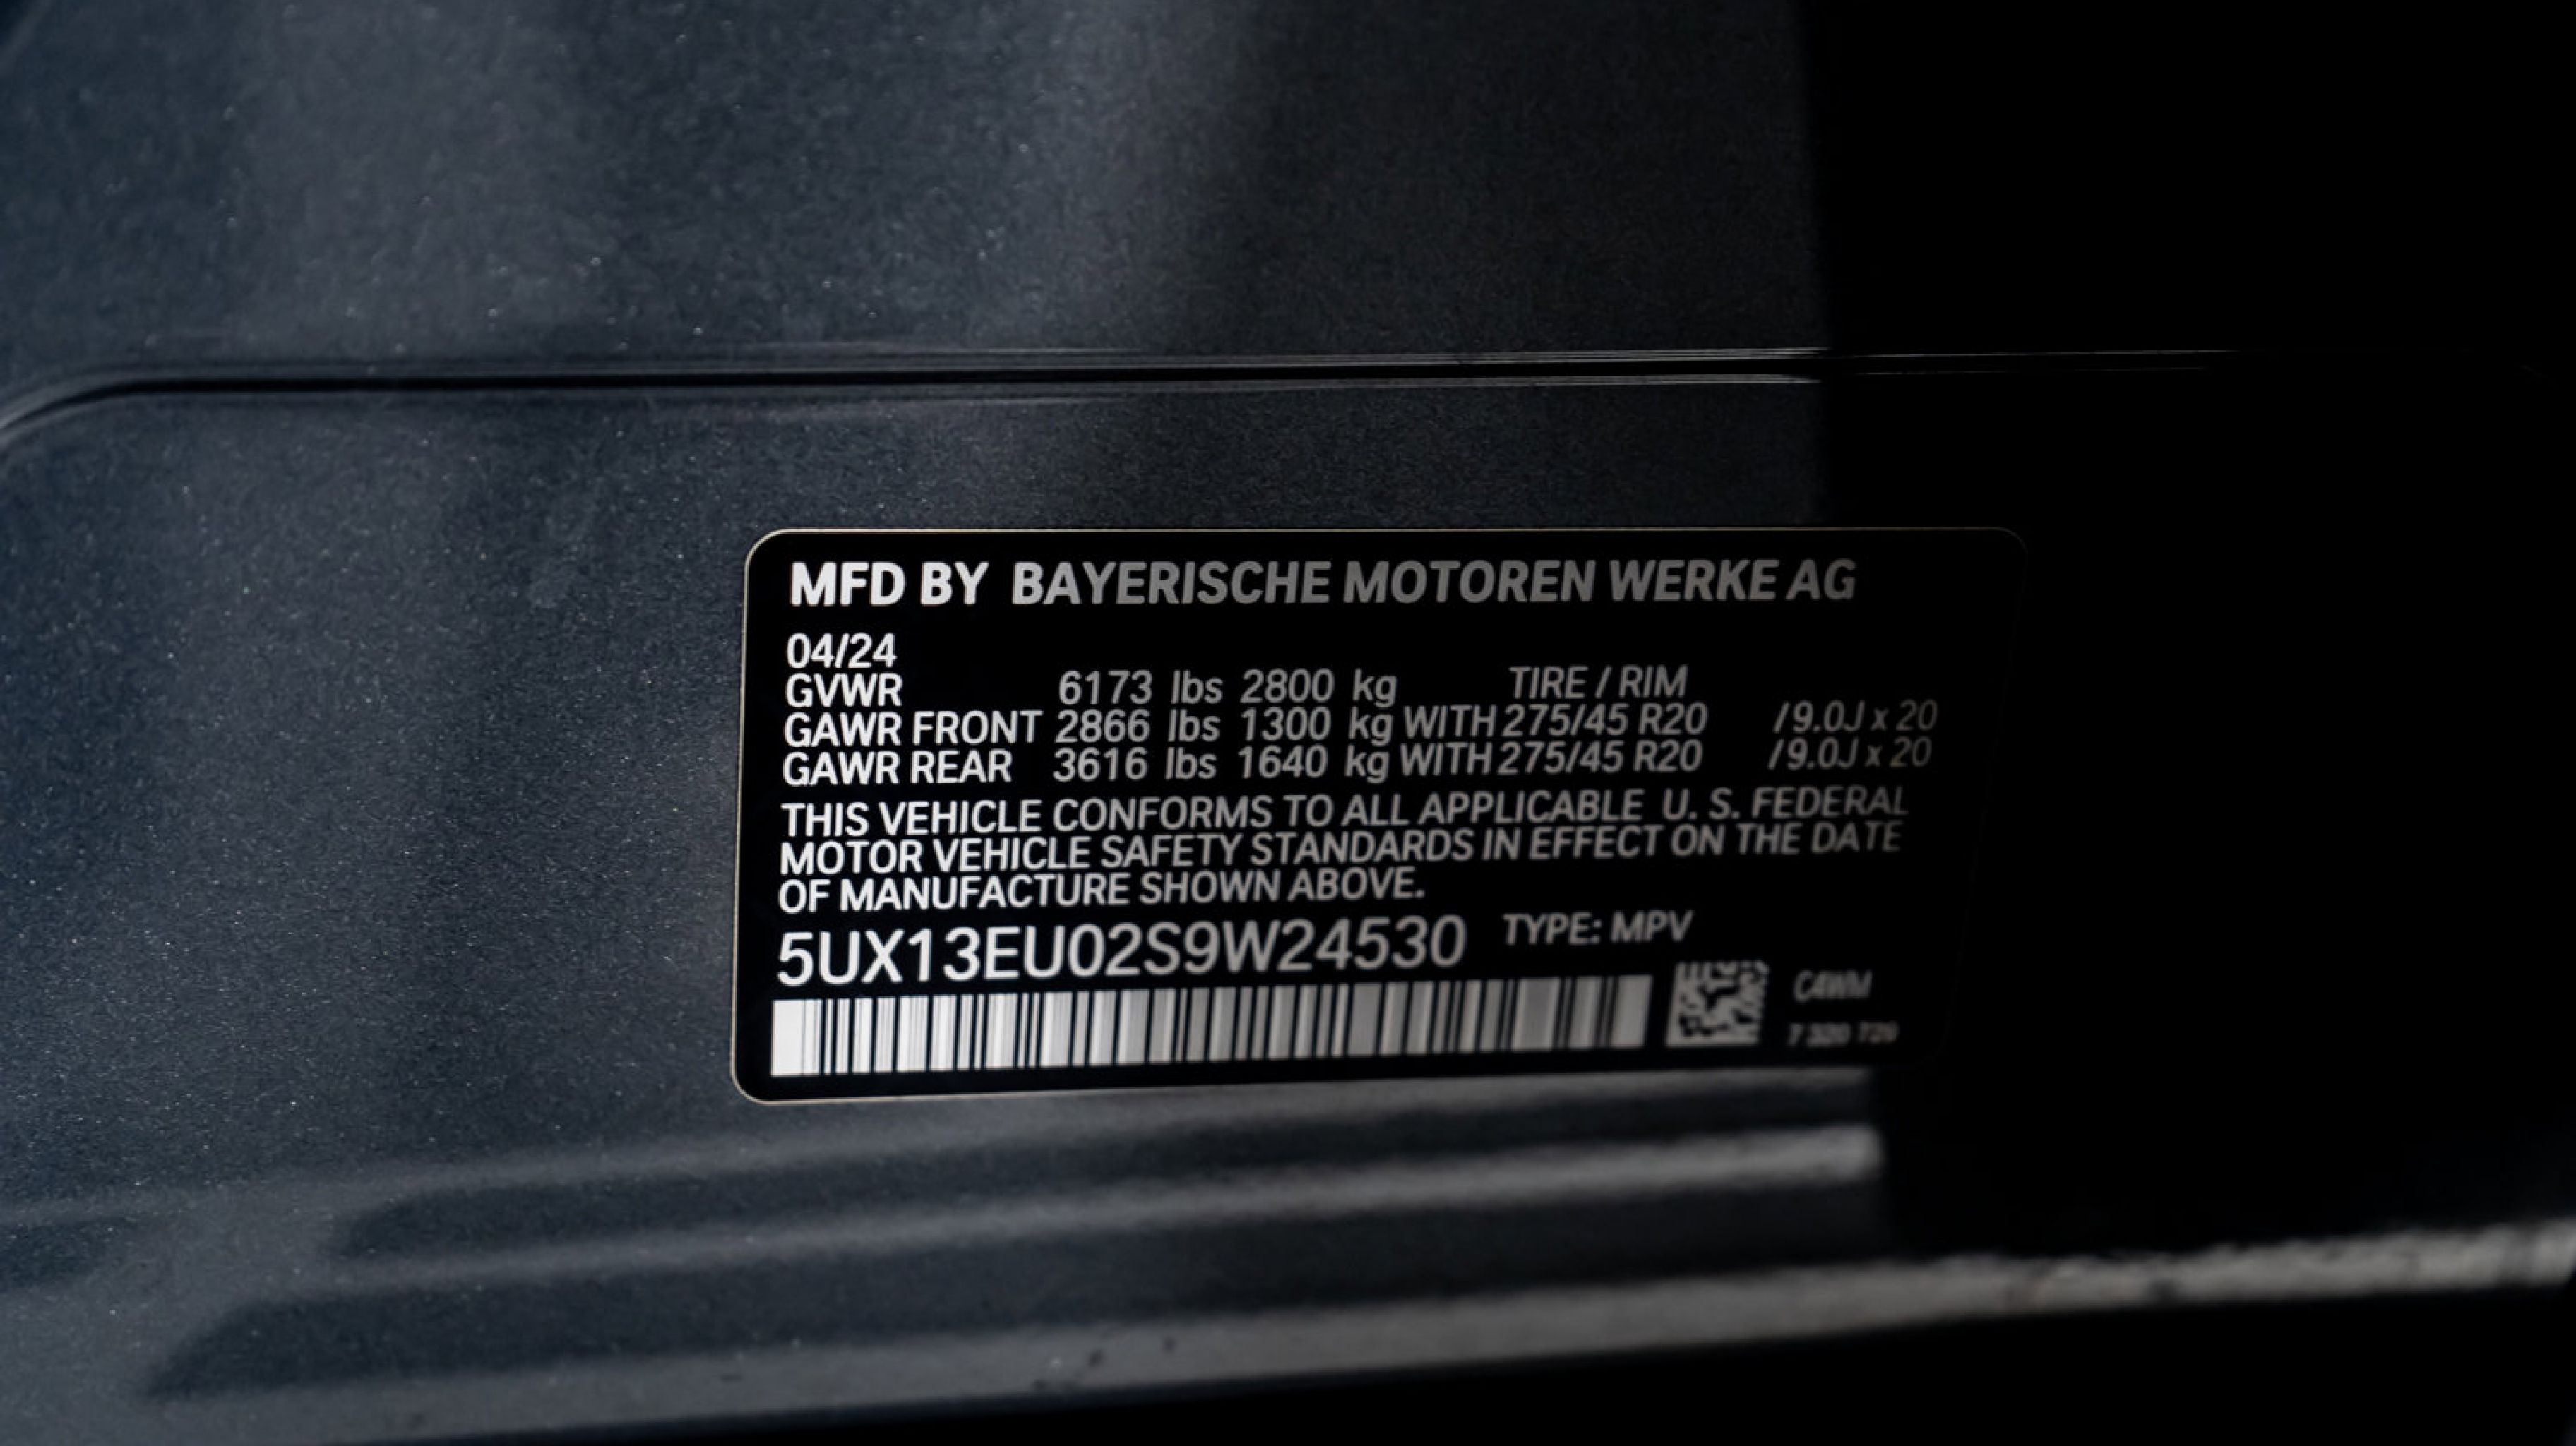 MFD BY BAYERISCHE MOTOREN WERKE AG
04/24
GVWR 6173 lbs 2800 kg TIRE / RIM
GAWR FRONT 2866 lbs 1300 kg WITH 275/45 R20 /9.0J x 20
GAWR REAR 3616 lbs 1640 kg WITH 275/45 R20 /9.0J x 20
THIS VEHICLE CONFORMS TO ALL APPLICABLE U. S. FEDERAL
MOTOR VEHICLE SAFETY STANDARDS IN EFFECT ON THE DATE
OF MANUFACTURE SHOWN ABOVE.
5UX13EU02S9W24530 TYPE: MPV
C4WM
7 320